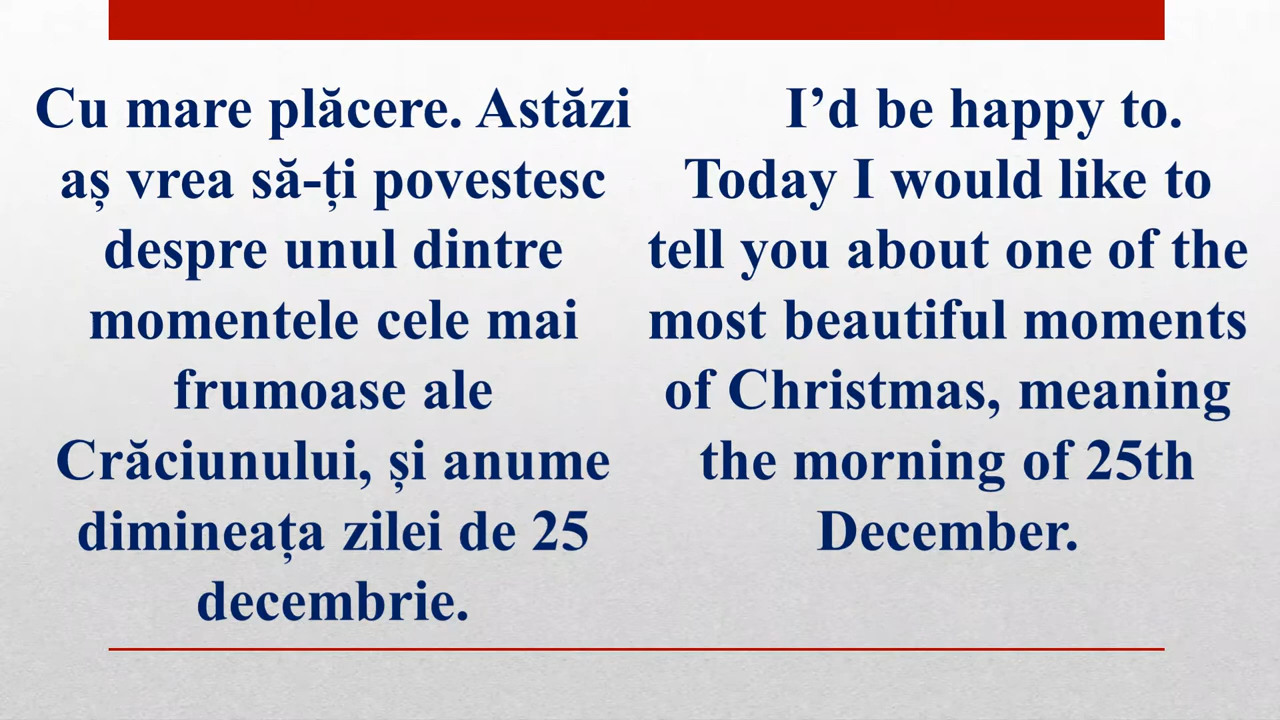 Cu mare plăcere. Astăzi
aș vrea să-ți povestesc
despre unul dintre
momentele cele mai
frumoase ale
Crăciunului, și anume
dimineața zilei de 25
decembrie.
I’d be happy to.
Today I would like to
tell you about one of the
most beautiful moments
of Christmas, meaning
the morning of 25th
December.